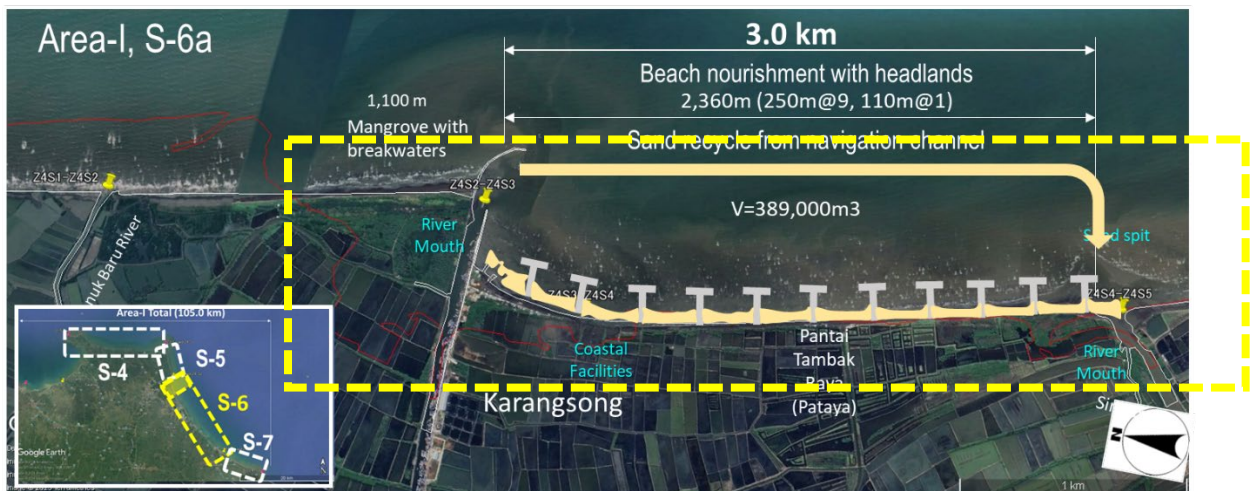 Area-I, S-6a
3.0 km
Beach nourishment with headlands
2,360m (250m@9, 110m@1)
Sand recycle from navigation channel
1,100 m
Mangrove with
breakwaters
Z4S1-Z4S2
Z4S2-Z4S3
V=389,000m3
River
Mouth
spit
Baru River
Z4S4
Z4S4-Z4S5
Coastal
Facilities
Pantai
Tambak
Raya
(Pataya)
River
Mouth
Karangsong
N
Area-I Total (105.0 km)
S-4
S-5
S-6
S-7
Google Earth
1 km